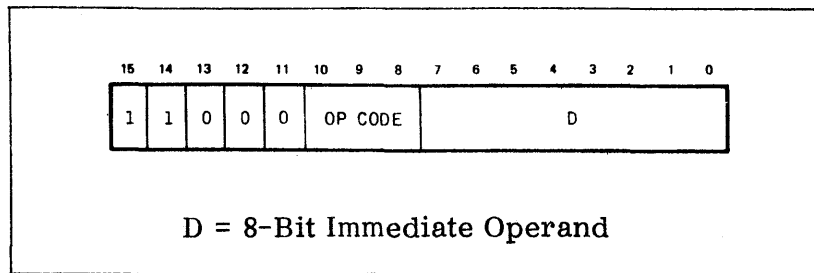 15 14 13 12 11 10 9 8 7 6 5 4 3 2 1 0
1 1 0 0 0 OP CODE D
D = 8-Bit Immediate Operand